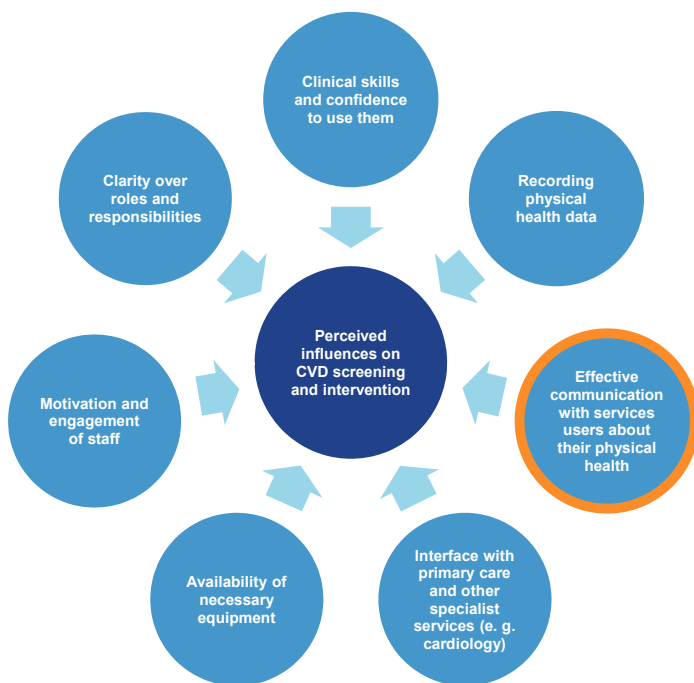 Clinical skills
and confidence
to use them
Clarity over
roles and
responsibilities
Recording
physical
health data
Perceived
influences on
CVD screening
and intervention
Motivation and
engagement
of staff
Effective
communication
with services
users about
their physical
health
Availability of
necessary
equipment
Interface with
primary care
and other
specialist
services (e. g.
cardiology)